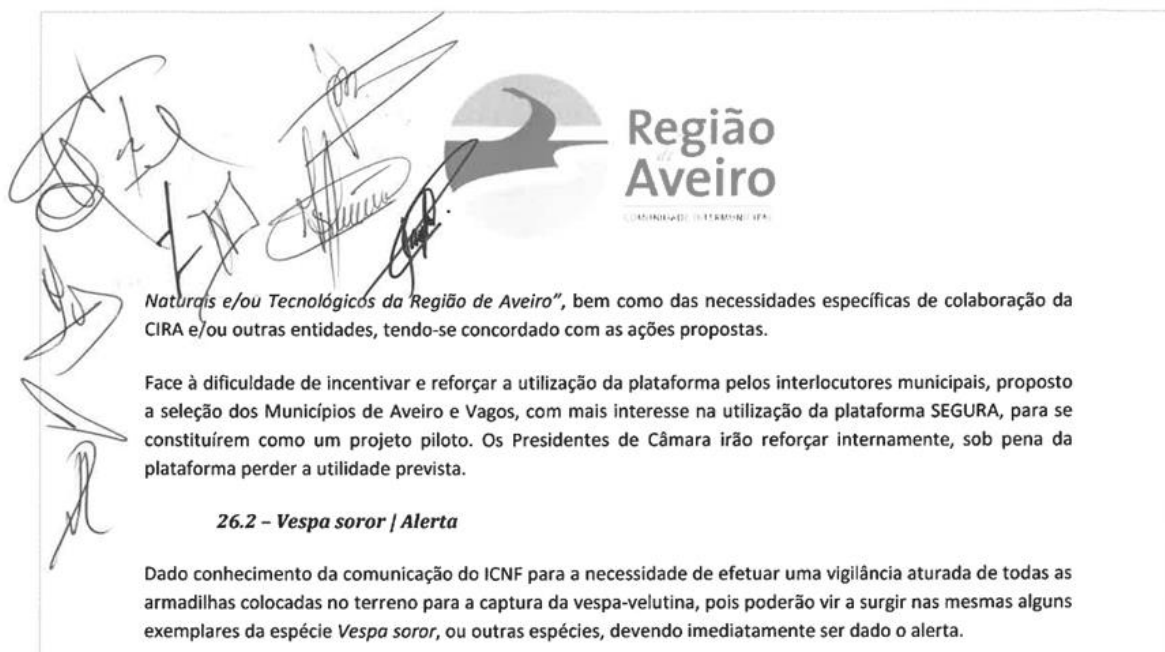 Região
de
Aveiro
COMUNIDADE INTERMUNICIPAL
Naturais e/ou Tecnológicos da Região de Aveiro”, bem como das necessidades específicas de colaboração da
CIRA e/ou outras entidades, tendo-se concordado com as ações propostas.
Face à dificuldade de incentivar e reforçar a utilização da plataforma pelos interlocutores municipais, proposto
a seleção dos Municípios de Aveiro e Vagos, com mais interesse na utilização da plataforma SEGURA, para se
constituírem como um projeto piloto. Os Presidentes de Câmara irão reforçar internamente, sob pena da
plataforma perder a utilidade prevista.
26.2 – Vespa soror | Alerta
Dado conhecimento da comunicação do ICNF para a necessidade de efetuar uma vigilância aturada de todas as
armadilhas colocadas no terreno para a captura da vespa-velutina, pois poderão vir a surgir nas mesmas alguns
exemplares da espécie Vespa soror, ou outras espécies, devendo imediatamente ser dado o alerta.